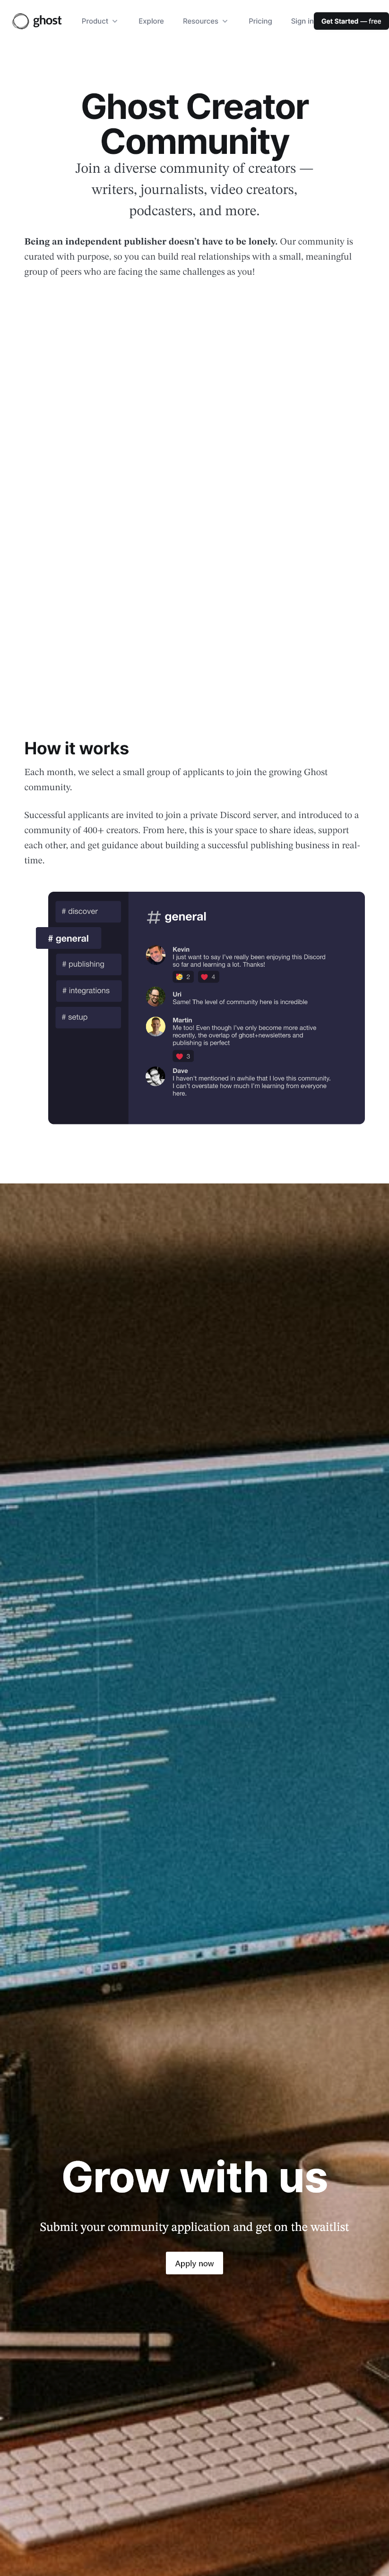 ghost
Product
Explore
Resources
Pricing
Sign in
Get Started — free
Ghost Creator
Community
Join a diverse community of creators —
writers, journalists, video creators,
podcasters, and more.
Being an independent publisher doesn't have to be lonely. Our community is
curated with purpose, so you can build real relationships with a small, meaningful
group of peers who are facing the same challenges as you!
How it works
Each month, we select a small group of applicants to join the growing Ghost
community.
Successful applicants are invited to join a private Discord server, and introduced to a
community of 400+ creators. From here, this is your space to share ideas, support
each other, and get guidance about building a successful publishing business in real-
time.
# discover
# general
# publishing
# integrations
# setup
# general
Kevin
I just want to say I've really been enjoying this Discord
so far and learning a lot. Thanks!
2
4
Uri
Same! The level of community here is incredible
Martin
Me too! Even though I've only become more active
recently, the overlap of ghost+newsletters and
publishing is perfect
3
Dave
I haven't mentioned in awhile that I love this community.
I can't overstate how much I'm learning from everyone
here.
LG
Grow with us
Submit your community application and get on the waitlist
Apply now